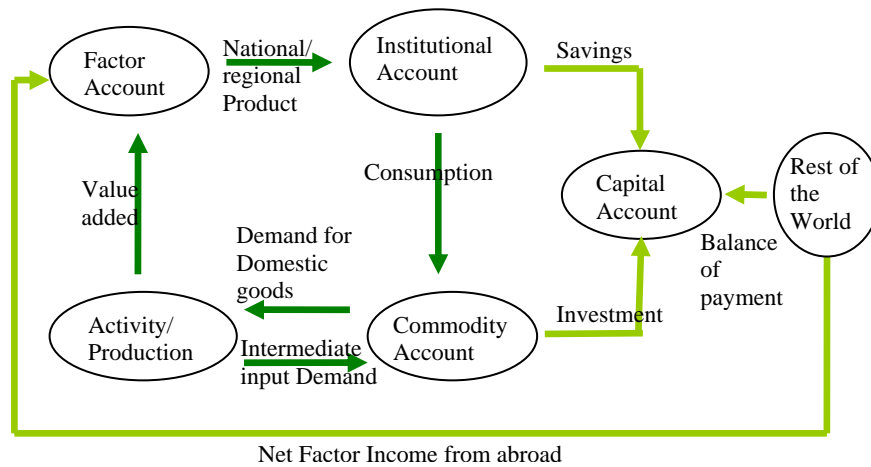 Factor
Account
National/
regional
Product
Institutional
Account
Savings
Value
added
Consumption
Capital
Account
Rest of
the
World
Balance
of
payment
Demand for
Domestic
goods
Activity/
Production
Intermediate
input Demand
Commodity
Account
Investment
Net Factor Income from abroad